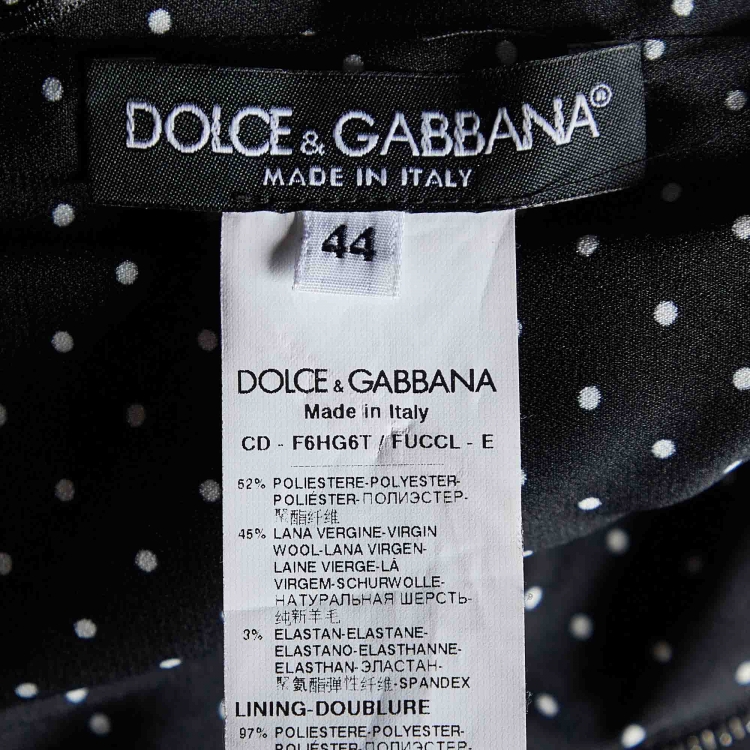 DOLCE & GABBANA®
MADE IN ITALY
44
DOLCE & GABBANA
Made in Italy
CD - F6HG6T / FUCCL - E
52% POLIESTERE-POLYESTER-
POLIÉSTER-ПОЛИЭСТЕР-
聚酯纤维
45% LANA VERGINE-VIRGIN
WOOL-LANA VIRGEN-
LAINE VIERGE-LÀ
VIRGEM-SCHURWOLLE-
НАТУРАЛЬНАЯ ШЕРСТЬ-
纯新羊毛
3% ELASTAN-ELASTANE-
ELASTANO-ELASTHANNE-
ELASTHAN-ЭЛАСТАН-
聚氨酯弹性纤维-SPANDEX
LINING-DOUBLURE
97% POLIESTERE-POLYESTER-
POLIÉSTER-ПОЛИЭСТЕР-